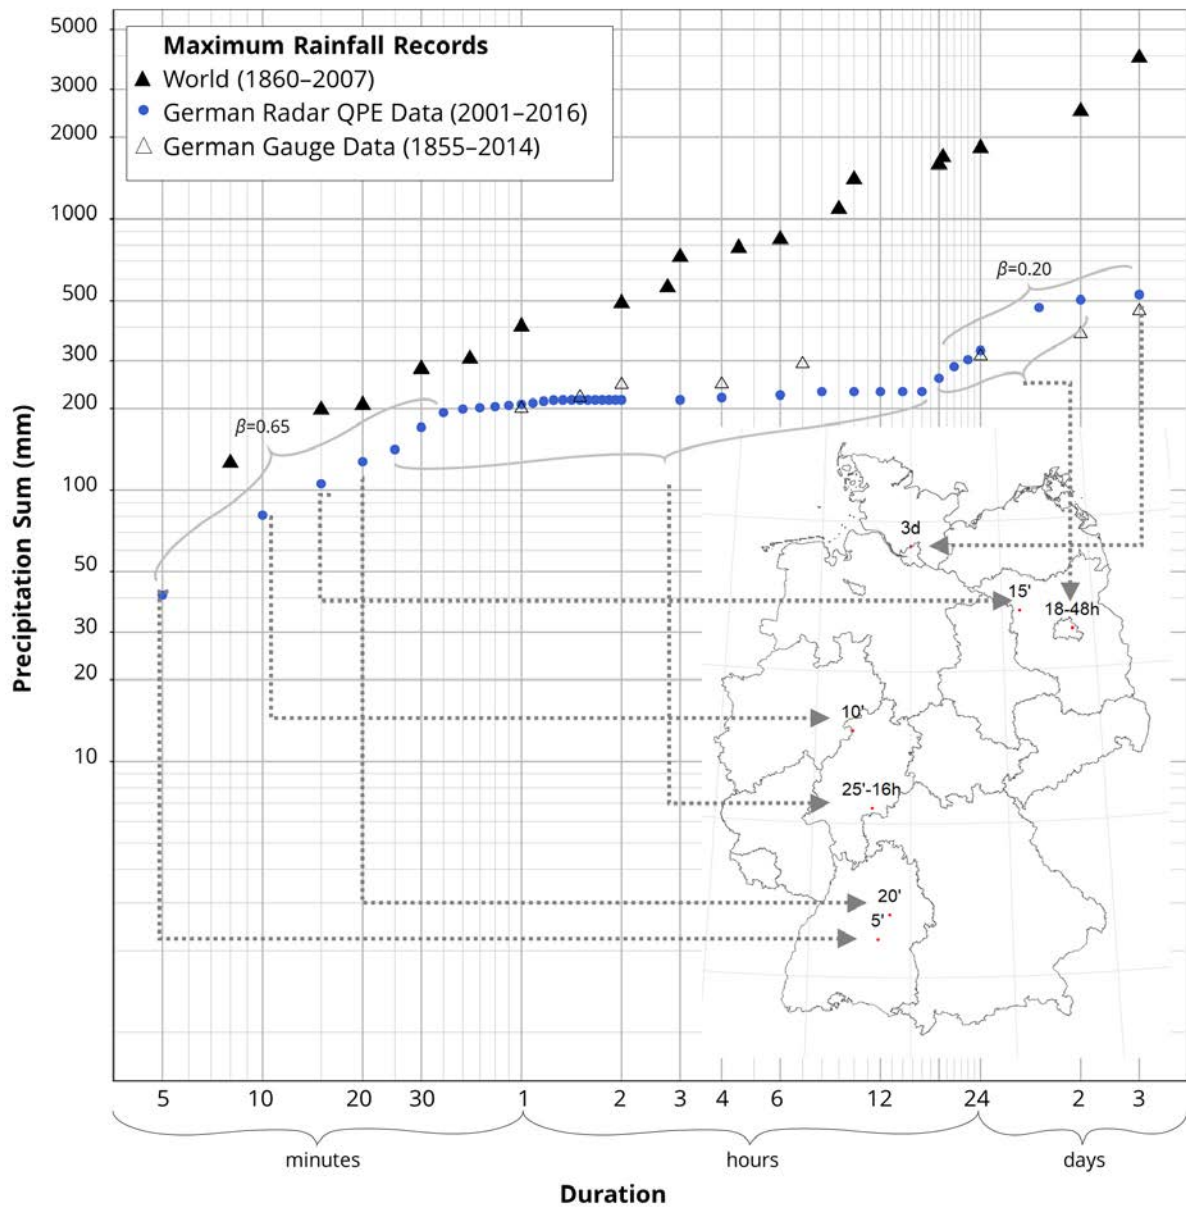 Maximum Rainfall Records
World (1860–2007)
German Radar QPE Data (2001–2016)
German Gauge Data (1855–2014)
5000
3000
2000
1000
500
300
200
100
50
30
20
10
Precipitation Sum (mm)
β=0.20
β=0.65
3d
15'
18-48h
10'
25'-16h
20'
5'
5 10 20 30 1 2 3 4 6 12 24 2 3
minutes hours days
Duration